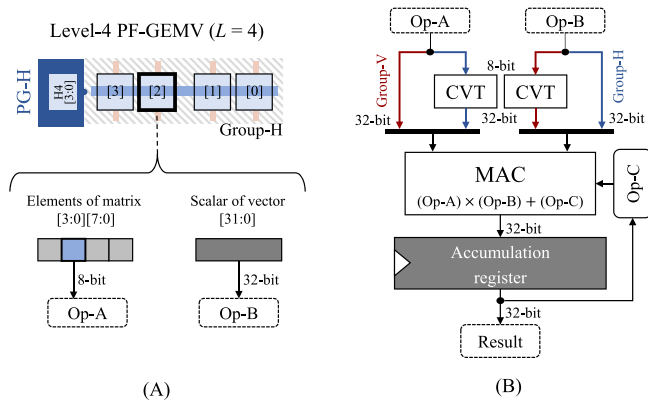 Level-4 PF-GEMV (L = 4)
PG-H
H4
[3:0]
[3]
[2]
[1]
[0]
Group-H
Elements of matrix
[3:0][7:0]
Scalar of vector
[31:0]
8-bit
32-bit
Op-A
Op-B
(A)
Op-A
Op-B
Group-V
8-bit
Group-H
CVT
CVT
32-bit
32-bit
32-bit
32-bit
MAC
(Op-A) × (Op-B) + (Op-C)
Op-C
32-bit
Accumulation
register
32-bit
Result
(B)